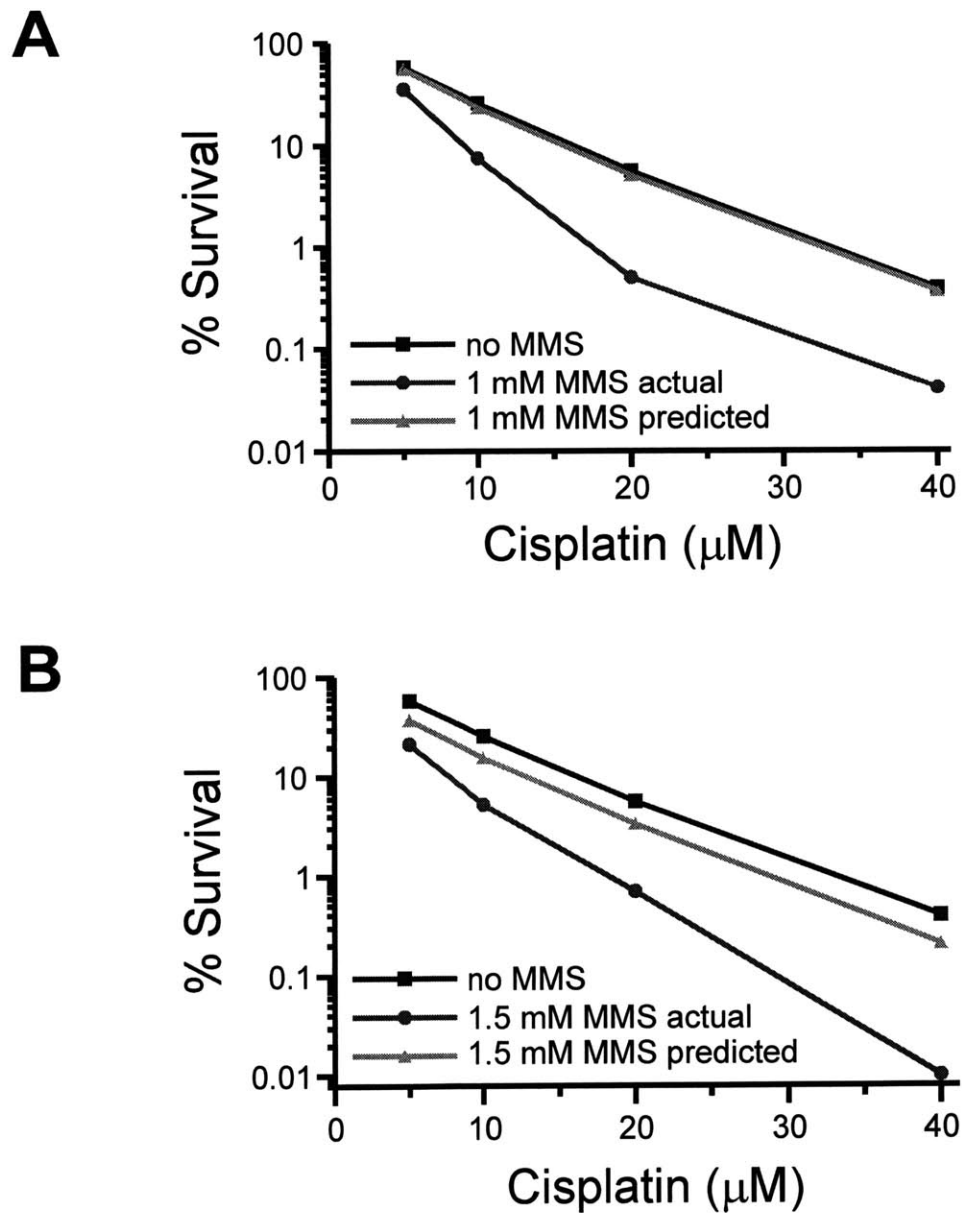 A
% Survival
100
10
1
0.1
0.01
no MMS
1 mM MMS actual
1 mM MMS predicted
0 10 20 30 40
Cisplatin (μM)
B
% Survival
100
10
1
0.1
0.01
no MMS
1.5 mM MMS actual
1.5 mM MMS predicted
0 10 20 30 40
Cisplatin (μM)